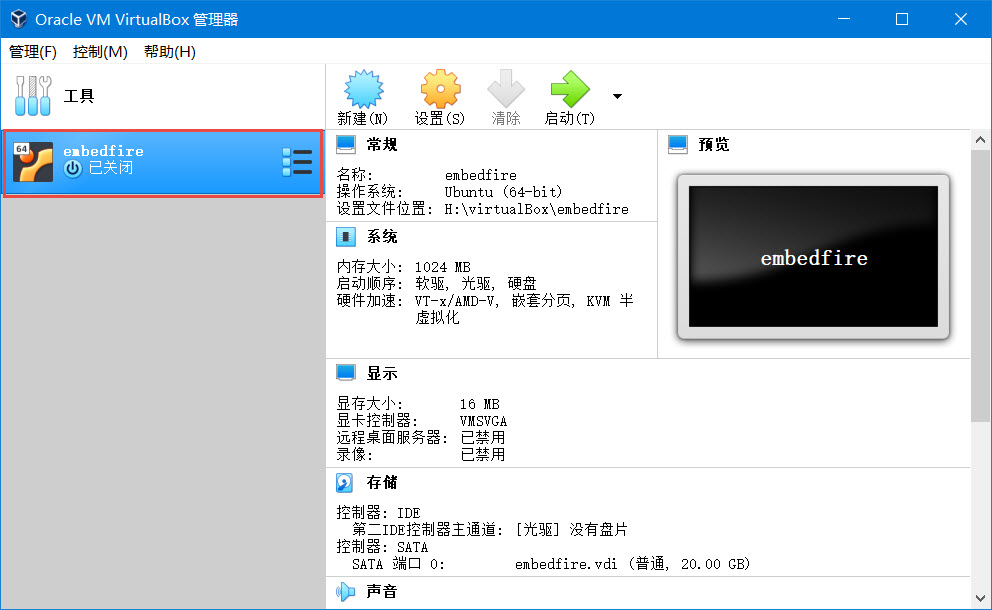 Oracle VM VirtualBox 管理器
管理(F) 控制(M) 帮助(H)
工具
新建(N) 设置(S) 清除 启动(T)
64
embedfire
已关闭
常规
名称: embedfire
操作系统: Ubuntu (64-bit)
设置文件位置: H:\virtualBox\embedfire
预览
embedfire
系统
内存大小: 1024 MB
启动顺序: 软驱, 光驱, 硬盘
硬件加速: VT-x/AMD-V, 嵌套分页, KVM 半
虚拟化
显示
显存大小: 16 MB
显卡控制器: VMSVGA
远程桌面服务器: 已禁用
录像: 已禁用
存储
控制器: IDE
第二IDE控制器主通道: [光驱] 没有盘片
控制器: SATA
SATA 端口 0: embedfire.vdi (普通, 20.00 GB)
声音